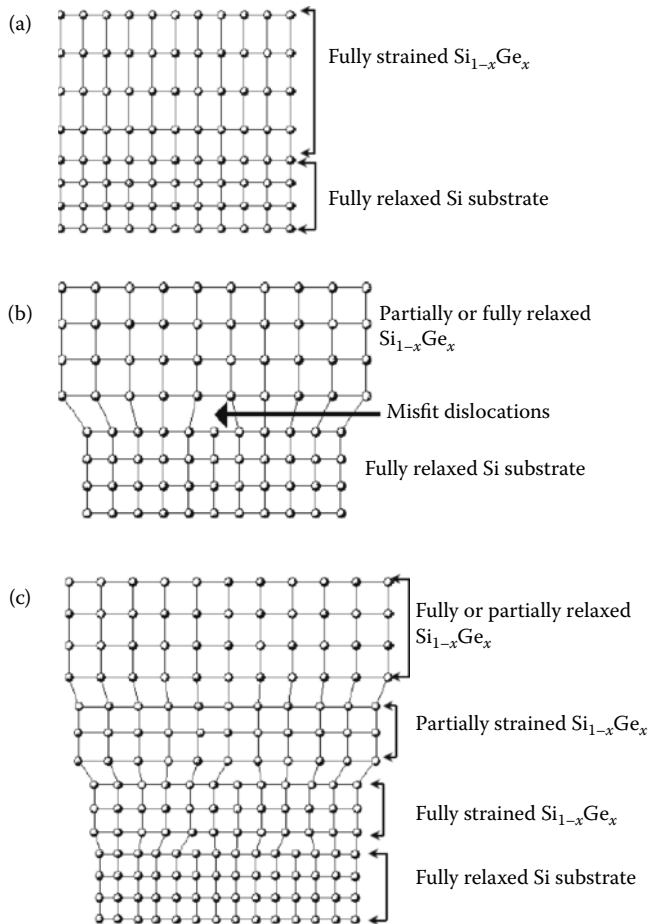 (a)
Fully strained Si₁₋ₓGeₓ
Fully relaxed Si substrate
(b)
Partially or fully relaxed
Si₁₋ₓGeₓ
Misfit dislocations
Fully relaxed Si substrate
(c)
Fully or partially relaxed
Si₁₋ₓGeₓ
Partially strained Si₁₋ₓGeₓ
Fully strained Si₁₋ₓGeₓ
Fully relaxed Si substrate